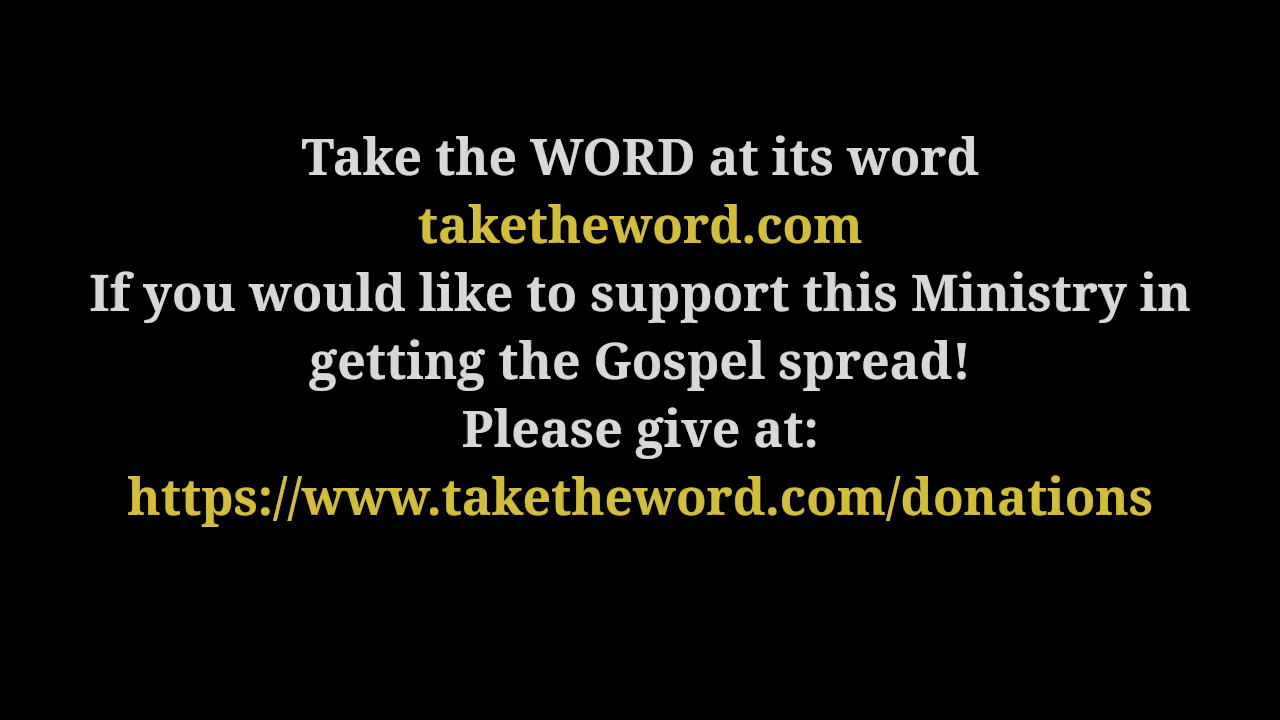 Take the WORD at its word
taketheword.com
If you would like to support this Ministry in
getting the Gospel spread!
Please give at:
https://www.taketheword.com/donations